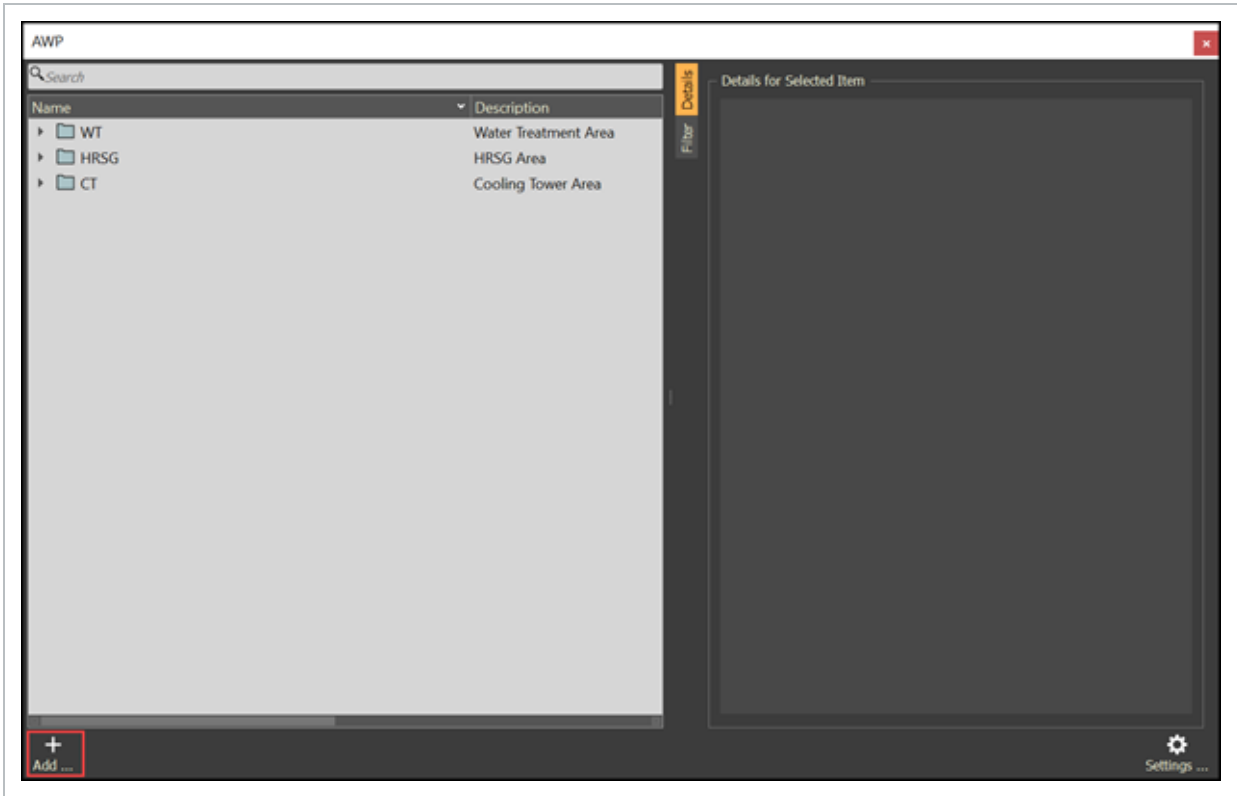 AWP
Search
Name Description
WT Water Treatment Area
HRSG HRSG Area
CT Cooling Tower Area
Details
Filter
Details for Selected Item
Add ...
Settings ...